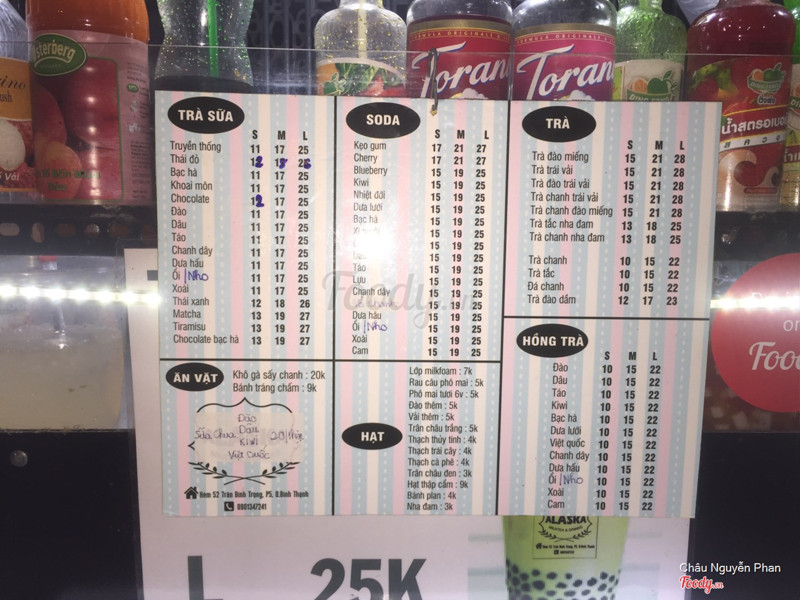 sterberg
Torani
Torani
TRÀ SỮA
S M L
Truyền thống 11 17 25
Thái đỏ 12 18 26
Bạc hà 11 17 25
Khoai môn 11 17 25
Chocolate 12 17 25
Đào 11 17 25
Dâu 11 17 25
Táo 11 17 25
Chanh dây 11 17 25
Dưa hấu 11 17 25
Ổi /Nho 11 17 25
Xoài 11 17 25
Thái xanh 12 18 26
Matcha 13 19 27
Tiramisu 13 19 27
Chocolate bạc hà 13 19 27
SODA
S M L
Kẹo gum 17 21 27
Cherry 17 21 27
Blueberry 15 19 25
Kiwi 15 19 25
Nhiệt đới 15 19 25
Dưa lưới 15 19 25
Bạc hà 15 19 25
15 19 25
15 19 25
15 19 25
Táo 15 19 25
Lựu 15 19 25
Chanh dây 15 19 25
15 19 25
Dưa hấu 15 19 25
Ổi /Nho 15 19 25
Xoài 15 19 25
Cam 15 19 25
TRÀ
S M L
Trà đào miếng 15 21 28
Trà trái vải 15 21 28
Trà đào trái vải 15 21 28
Trà chanh trái vải 15 21 28
Trà chanh đào miếng 15 21 28
Trà tắc nha đam 13 18 25
Trà chanh nha đam 13 18 25
Trà chanh 10 15 22
Trà tắc 10 15 22
Đá chanh 10 15 22
Trà đào dầm 12 17 23
HỒNG TRÀ
S M L
Đào 10 15 22
Dâu 10 15 22
Táo 10 15 22
Kiwi 10 15 22
Bạc hà 10 15 22
Dưa lưới 10 15 22
Việt quốc 10 15 22
Chanh dây 10 15 22
Dưa hấu 10 15 22
Ổi /Nho 10 15 22
Xoài 10 15 22
Cam 10 15 22
ĂN VẶT
Khô gà sấy chanh : 20k
Bánh tráng chấm : 9k
Đào
Sữa Chua Dâu 20/
Kiwi
Việt Quốc
Hẻm 52 Trần Bình Trọng, P5, Q.Bình Thạnh
0901347241
HẠT
Lớp milkfoam : 7k
Rau câu phô mai : 5k
Phô mai tươi 6v : 5k
Đào thêm : 5k
Vải thêm : 5k
Trân châu trắng : 5k
Thạch thủy tinh : 4k
Thạch trái cây : 4k
Thạch cà phê : 4k
Trân châu đen : 3k
Hạt thập cẩm : 9k
Bánh plan : 4k
Nha đam : 3k
Foody.vn
on
Foo
ALASKA
L 25K
Châu Nguyễn Phan
Foody.vn